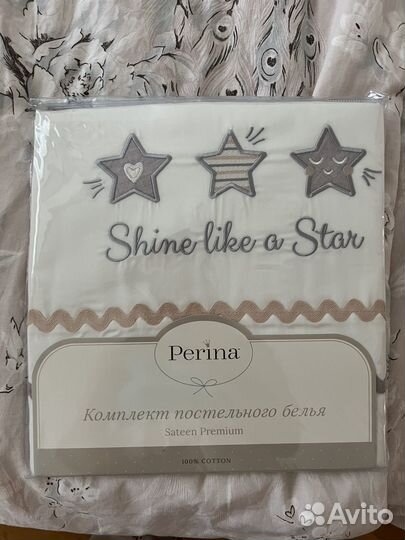 Shine like a Star
Perina
Комплект постельного белья
Sateen Premium
100% COTTON
Avito